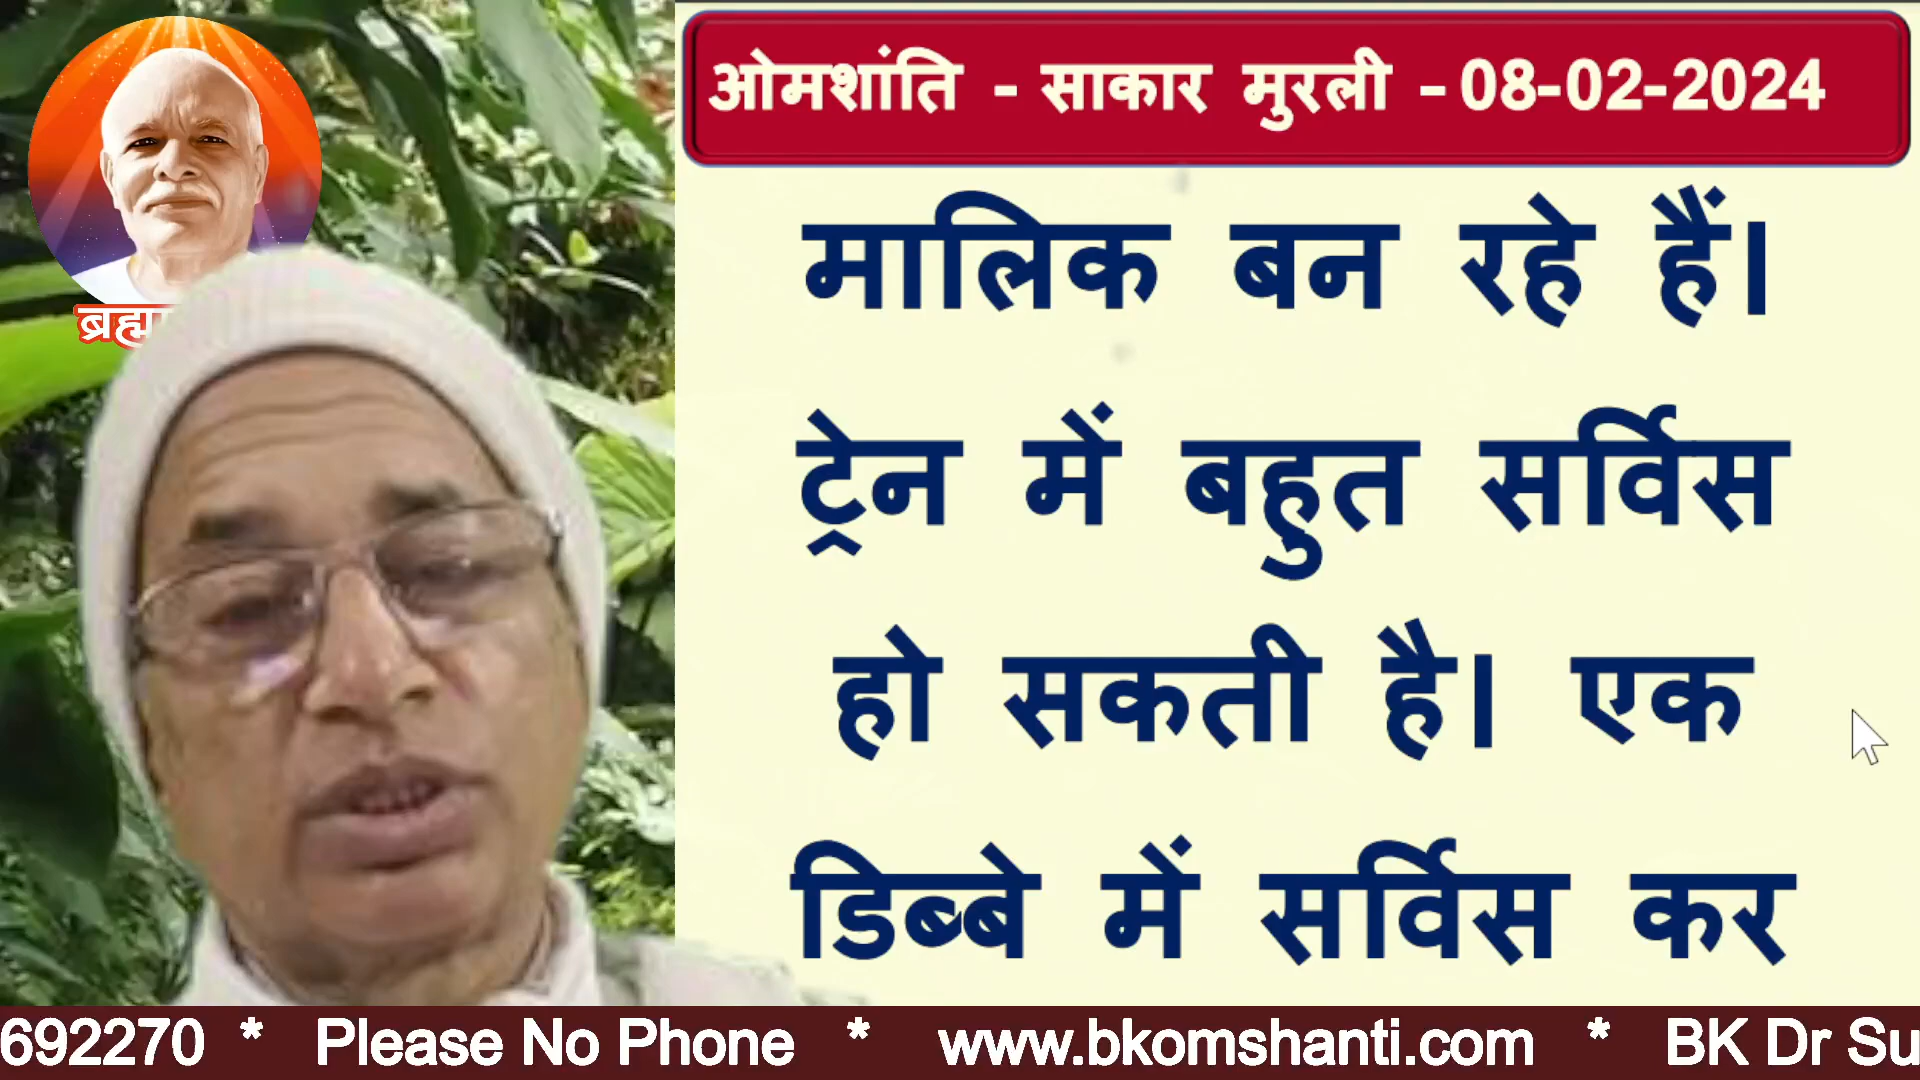 ओमशांति - साकार मुरली - 08-02-2024
मालिक बन रहे हैं।
ट्रेन में बहुत सर्विस
हो सकती है। एक
डिब्बे में सर्विस कर
692270 * Please No Phone * www.bkomshanti.com * BK Dr Su